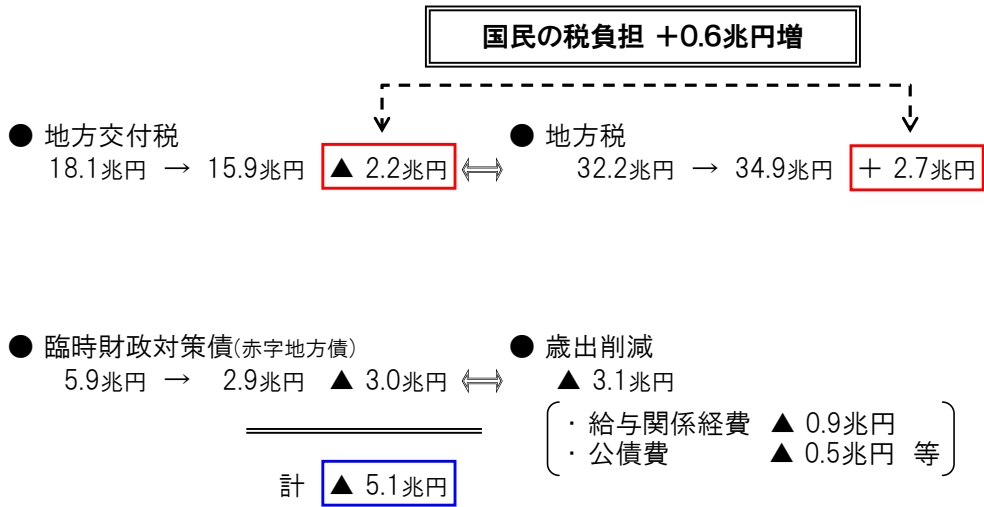 国民の税負担 ＋0.6兆円増
● 地方交付税
18.1兆円 → 15.9兆円 ▲ 2.2兆円 ⇔
● 地方税
32.2兆円 → 34.9兆円 ＋ 2.7兆円
● 臨時財政対策債(赤字地方債)
5.9兆円 → 2.9兆円 ▲ 3.0兆円 ⇔
● 歳出削減
▲ 3.1兆円
・給与関係経費 ▲ 0.9兆円
・公債費 ▲ 0.5兆円 等
計 ▲ 5.1兆円